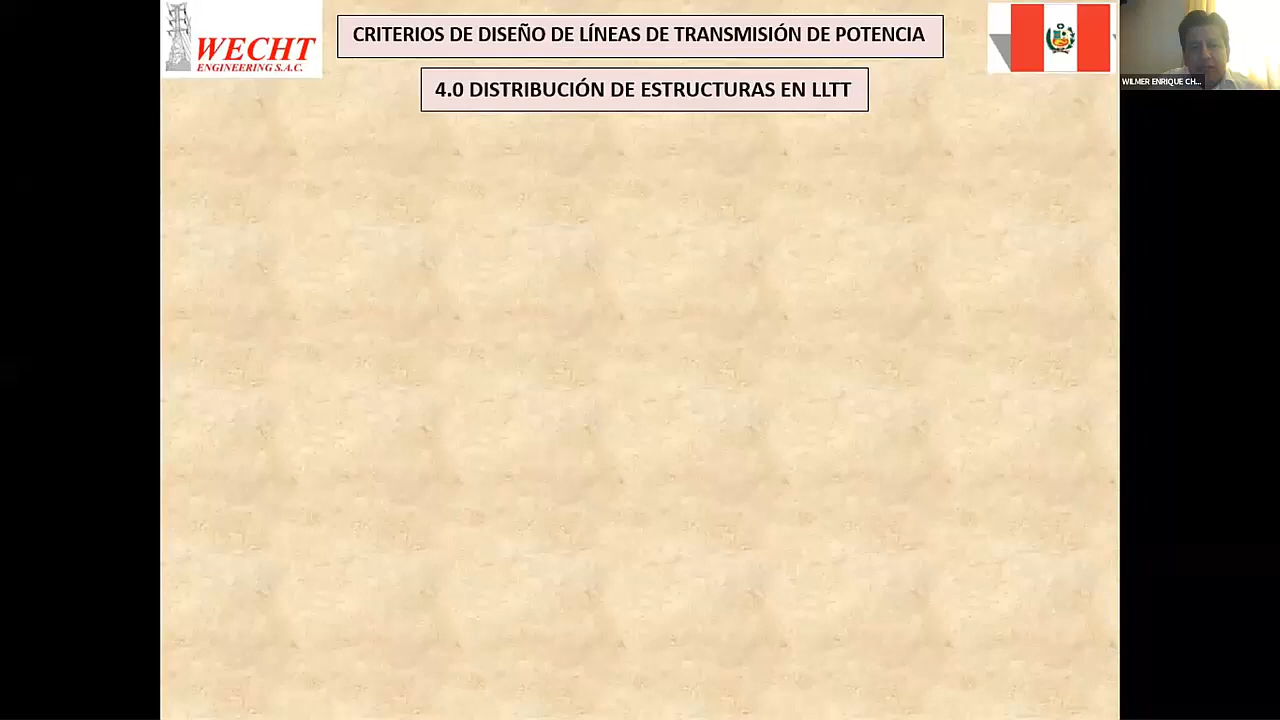 WECHT
ENGINEERING S.A.C.
CRITERIOS DE DISEÑO DE LÍNEAS DE TRANSMISIÓN DE POTENCIA
4.0 DISTRIBUCIÓN DE ESTRUCTURAS EN LLTT
WILMER ENRIQUE CH...